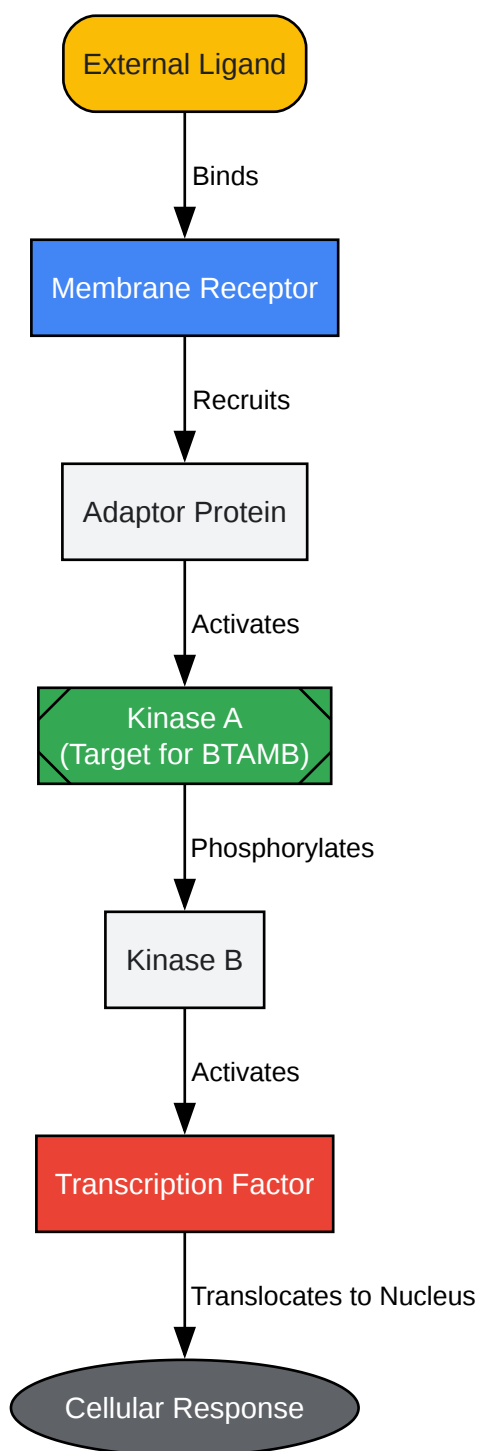 External Ligand
Binds
Membrane Receptor
Recruits
Adaptor Protein
Activates
Kinase A
(Target for BTAMB)
Phosphorylates
Kinase B
Activates
Transcription Factor
Translocates to Nucleus
Cellular Response